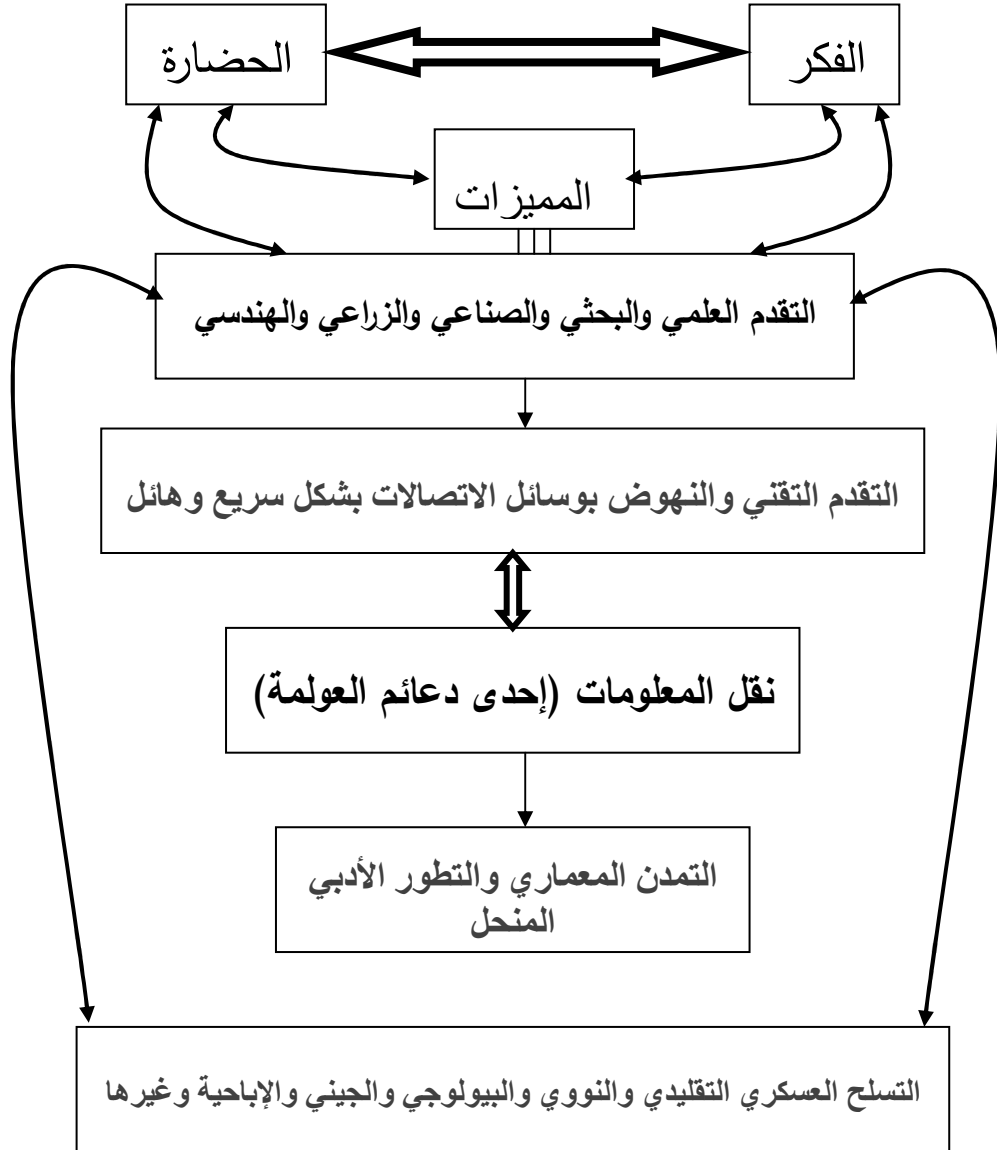 الفكر
الحضارة
المميزات
التقدم العلمي والبحثي والصناعي والزراعي والهندسي
التقدم التقني والنهوض بوسائل الاتصالات بشكل سريع وهائل
نقل المعلومات (إحدى دعائم العولمة)
التمدن المعماري والتطور الأدبي
المنحل
التسلح العسكري التقليدي والنووي والبيولوجي والجيني والإباحية وغيرها